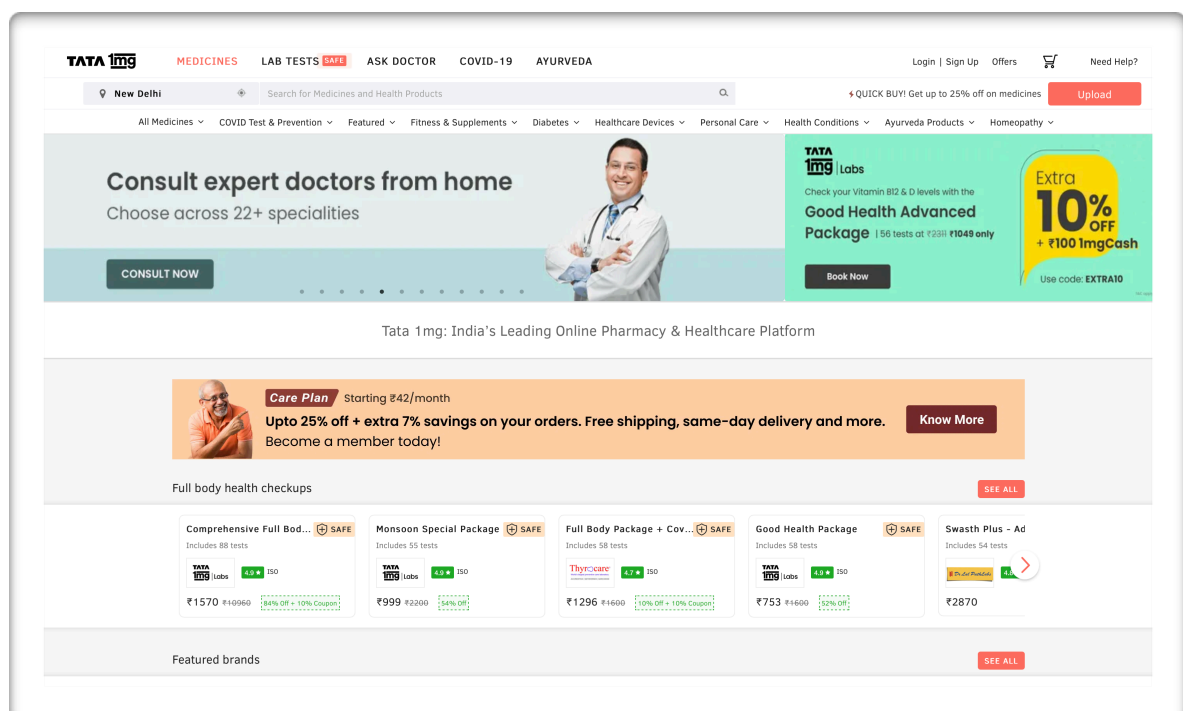 TATA 1mg MEDICINES LAB TESTS SAFE ASK DOCTOR COVID-19 AYURVEDA Login | Sign Up Offers Need Help?
New Delhi Search for Medicines and Health Products QUICK BUY! Get up to 25% off on medicines Upload
All Medicines COVID Test & Prevention Featured Fitness & Supplements Diabetes Healthcare Devices Personal Care Health Conditions Ayurveda Products Homeopathy
Consult expert doctors from home
Choose across 22+ specialities
CONSULT NOW
TATA
1mg | Labs
Check your Vitamin B12 & D levels with the
Good Health Advanced
Package | 56 tests at ₹2311 ₹1049 only
Book Now
Extra
10% OFF
+ ₹100 1mgCash
Use code: EXTRA10
Tata 1mg: India's Leading Online Pharmacy & Healthcare Platform
Care Plan Starting ₹42/month
Upto 25% off + extra 7% savings on your orders. Free shipping, same-day delivery and more.
Become a member today!
Know More
Full body health checkups SEE ALL
Comprehensive Full Bod... SAFE
Includes 88 tests
TATA 1mg | Labs 4.9 ★ ISO
₹1570 ₹10960 84% Off + 10% Coupon
Monsoon Special Package SAFE
Includes 55 tests
TATA 1mg | Labs 4.9 ★ ISO
₹999 ₹2200 54% Off
Full Body Package + Cov... SAFE
Includes 58 tests
Thyrocare 4.7 ★ ISO
₹1296 ₹1600 10% Off + 10% Coupon
Good Health Package SAFE
Includes 58 tests
TATA 1mg | Labs 4.9 ★ ISO
₹753 ₹1600 52% Off
Swasth Plus - Ad
Includes 54 tests
Dr. Lal PathLabs
₹2870
Featured brands SEE ALL